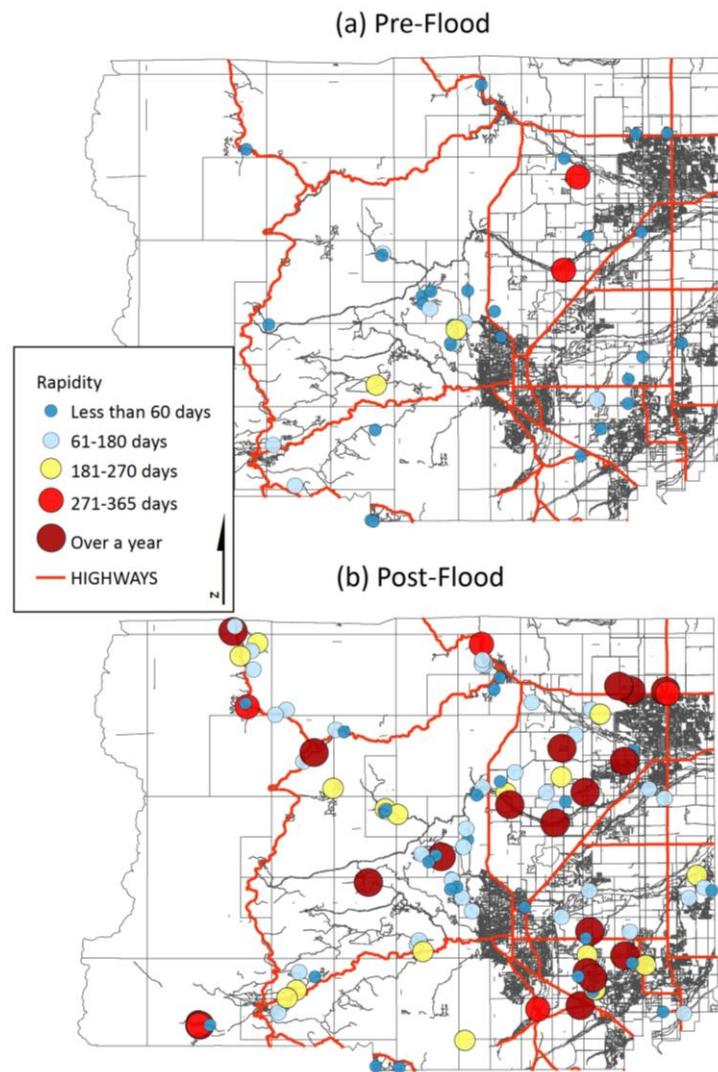 (a) Pre-Flood
Rapidity
Less than 60 days
61-180 days
181-270 days
271-365 days
Over a year
HIGHWAYS
N
(b) Post-Flood